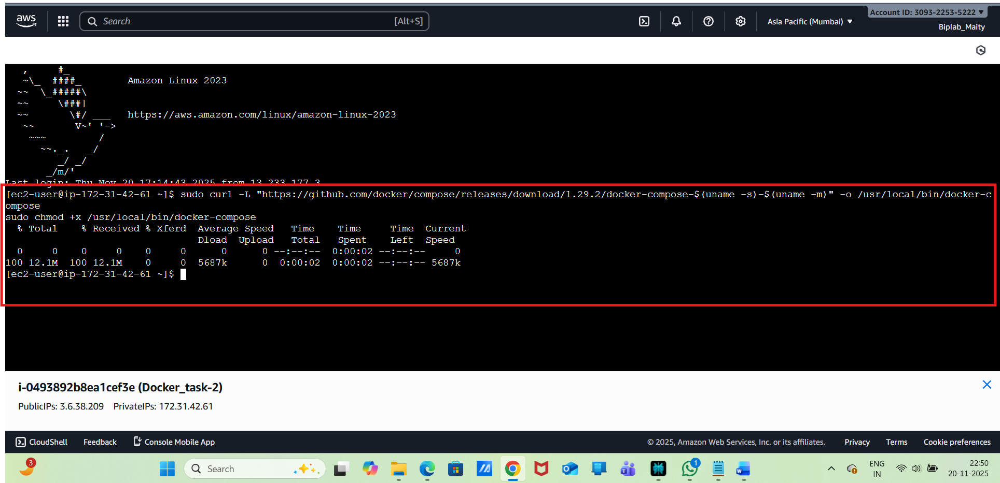 aws
Search
[Alt+S]
Asia Pacific (Mumbai) ▼
Account ID: 3093-2253-5222 ▼
Biplab_Maity
   ,     #_
   ~\_  ####_        Amazon Linux 2023
  ~~  \_#####\
  ~~     \###|
  ~~       \#/ ___   https://aws.amazon.com/linux/amazon-linux-2023
   ~~       V~' '->
    ~~~         /
      ~~._.   _/
         _/ _/
       _/m/'
Last login: Thu Nov 20 17:14:43 2025 from 13.233.177.3
[ec2-user@ip-172-31-42-61 ~]$ sudo curl -L "https://github.com/docker/compose/releases/download/1.29.2/docker-compose-$(uname -s)-$(uname -m)" -o /usr/local/bin/docker-c
ompose
sudo chmod +x /usr/local/bin/docker-compose
  % Total    % Received % Xferd  Average Speed   Time    Time     Time  Current
                                 Dload  Upload   Total   Spent    Left  Speed
  0     0    0     0    0     0      0      0 --:--:--  0:00:02 --:--:--     0
100 12.1M  100 12.1M    0     0  5687k      0  0:00:02  0:00:02 --:--:-- 5687k
[ec2-user@ip-172-31-42-61 ~]$
i-0493892b8ea1cef3e (Docker_task-2)
PublicIPs: 3.6.38.209 PrivateIPs: 172.31.42.61
CloudShell Feedback Console Mobile App © 2025, Amazon Web Services, Inc. or its affiliates. Privacy Terms Cookie preferences
3
Search
1
ENG
IN
22:50
20-11-2025